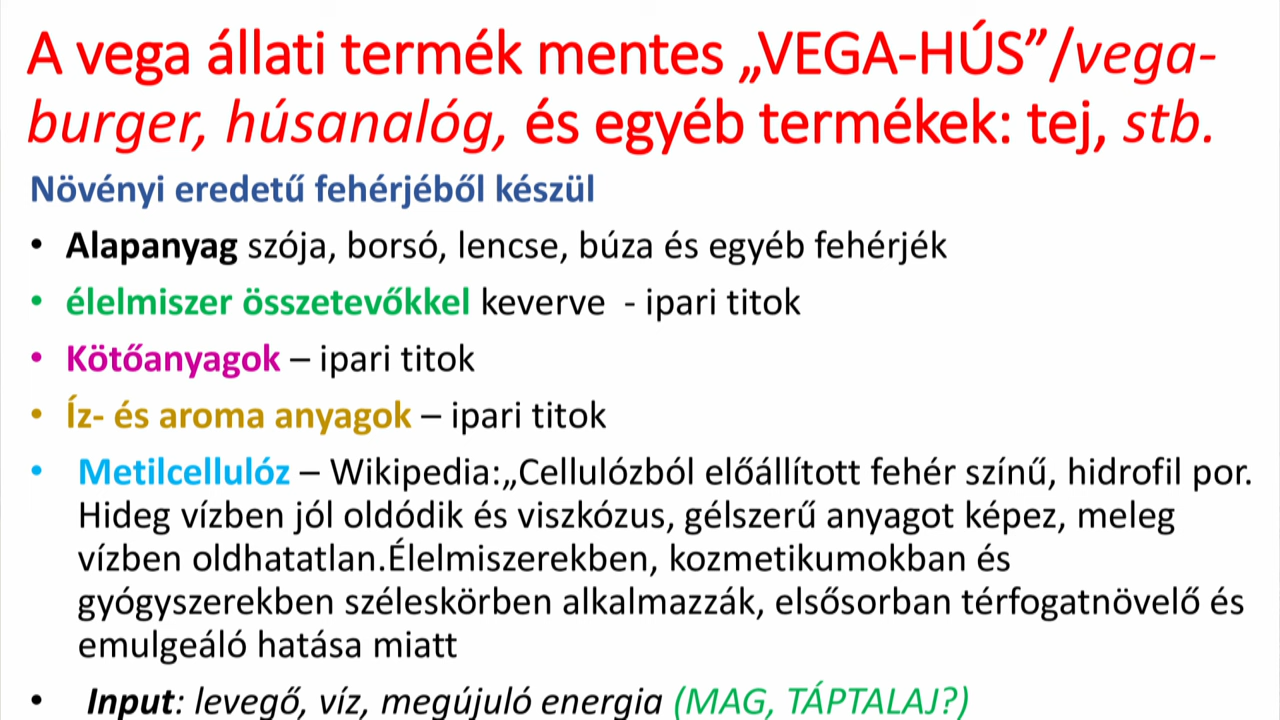 A vega állati termék mentes „VEGA-HÚS”/vega-
burger, húsanalóg, és egyéb termékek: tej, stb.
Növényi eredetű fehérjéből készül
• Alapanyag szója, borsó, lencse, búza és egyéb fehérjék
• élelmiszer összetevőkkel keverve - ipari titok
• Kötőanyagok – ipari titok
• Íz- és aroma anyagok – ipari titok
• Metilcellulóz – Wikipedia:„Cellulózból előállított fehér színű, hidrofil por.
Hideg vízben jól oldódik és viszkózus, gélszerű anyagot képez, meleg
vízben oldhatatlan.Élelmiszerekben, kozmetikumokban és
gyógyszerekben széleskörben alkalmazzák, elsősorban térfogatnövelő és
emulgeáló hatása miatt
• Input: levegő, víz, megújuló energia (MAG, TÁPTALAJ?)